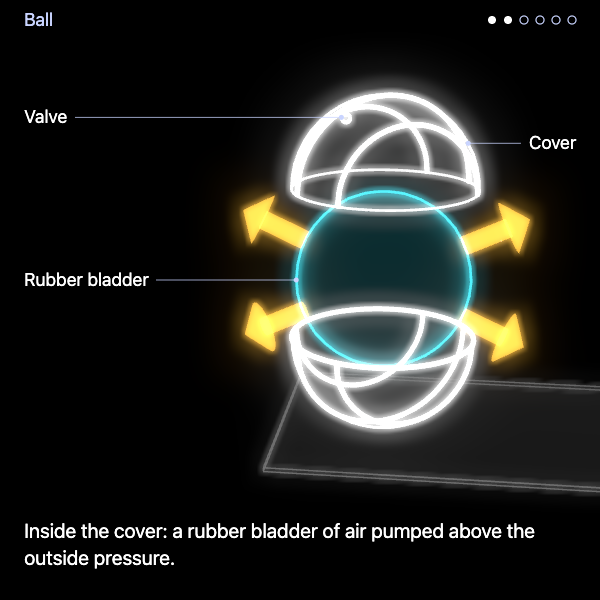 Ball
Valve
Cover
Rubber bladder
Inside the cover: a rubber bladder of air pumped above the
outside pressure.